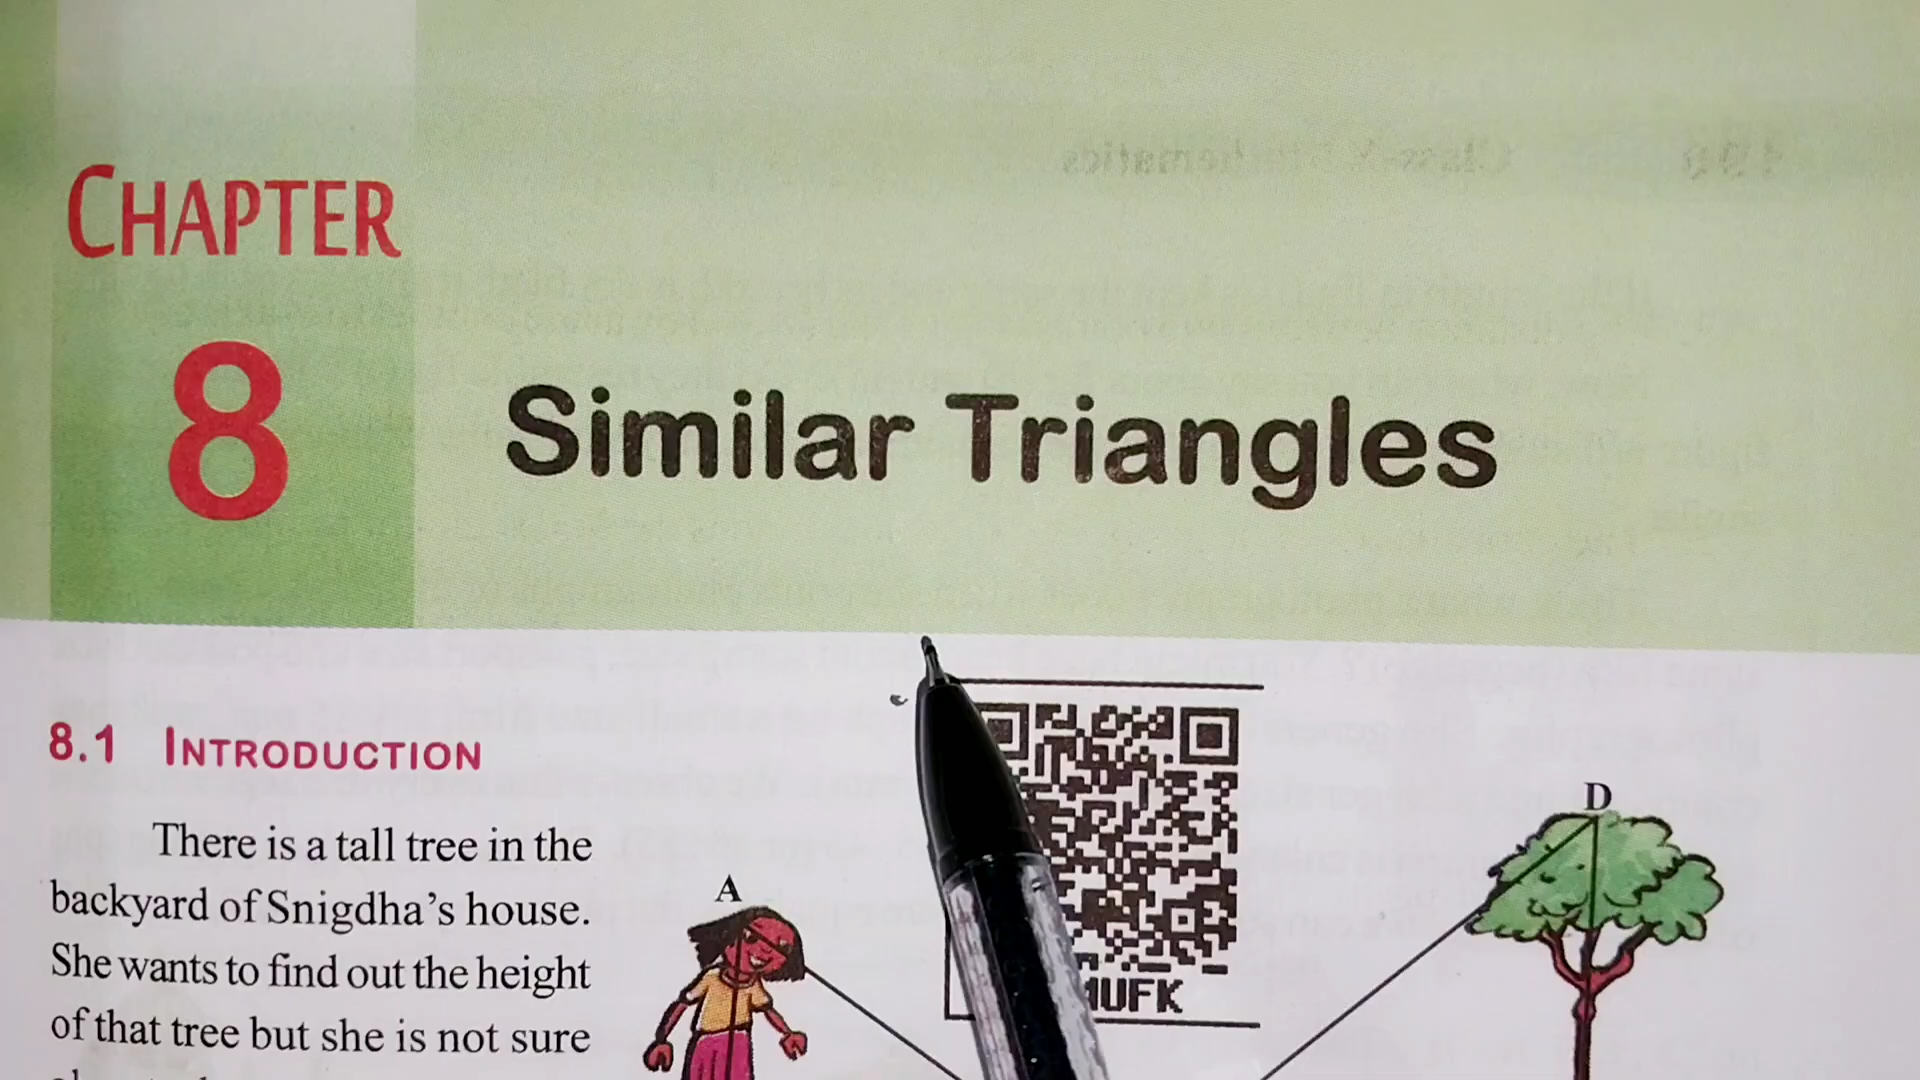 CHAPTER
8
Similar Triangles
8.1 INTRODUCTION
There is a tall tree in the
backyard of Snigdha's house.
She wants to find out the height
of that tree but she is not sure
A
D